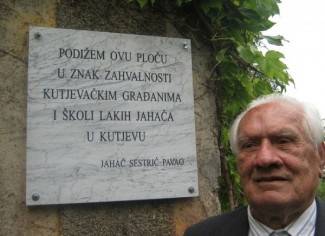 PODIŽEM OVU PLOČU
U ZNAK ZAHVALNOSTI
KUTJEVAČKIM GRAĐANIMA
I ŠKOLI LAKIH JAHAČA
U KUTJEVU
JAHAČ SESTRIĆ PAVAO